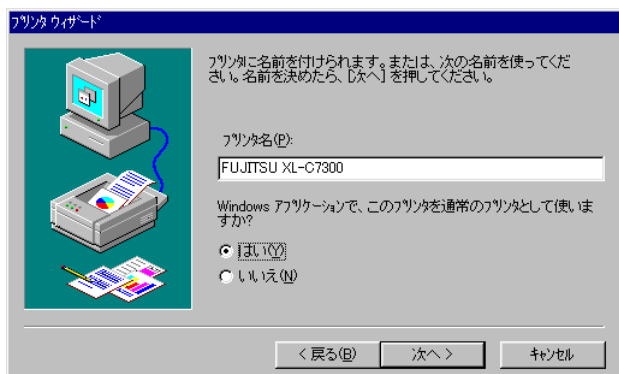 プリンタ ウィザード
プリンタに名前を付けられます。または、次の名前を使ってくだ
さい。名前を決めたら、[次へ] を押してください。
プリンタ名(P):
FUJITSU XL-C7300
Windows アプリケーションで、このプリンタを通常のプリンタとして使いま
すか?
はい(Y)
いいえ(N)
< 戻る(B)
次へ >
キャンセル